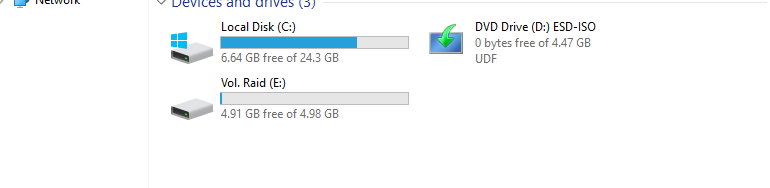 Network
Devices and drives (3)
Local Disk (C:)
6.64 GB free of 24.3 GB
DVD Drive (D:) ESD-ISO
0 bytes free of 4.47 GB
UDF
Vol. Raid (E:)
4.91 GB free of 4.98 GB